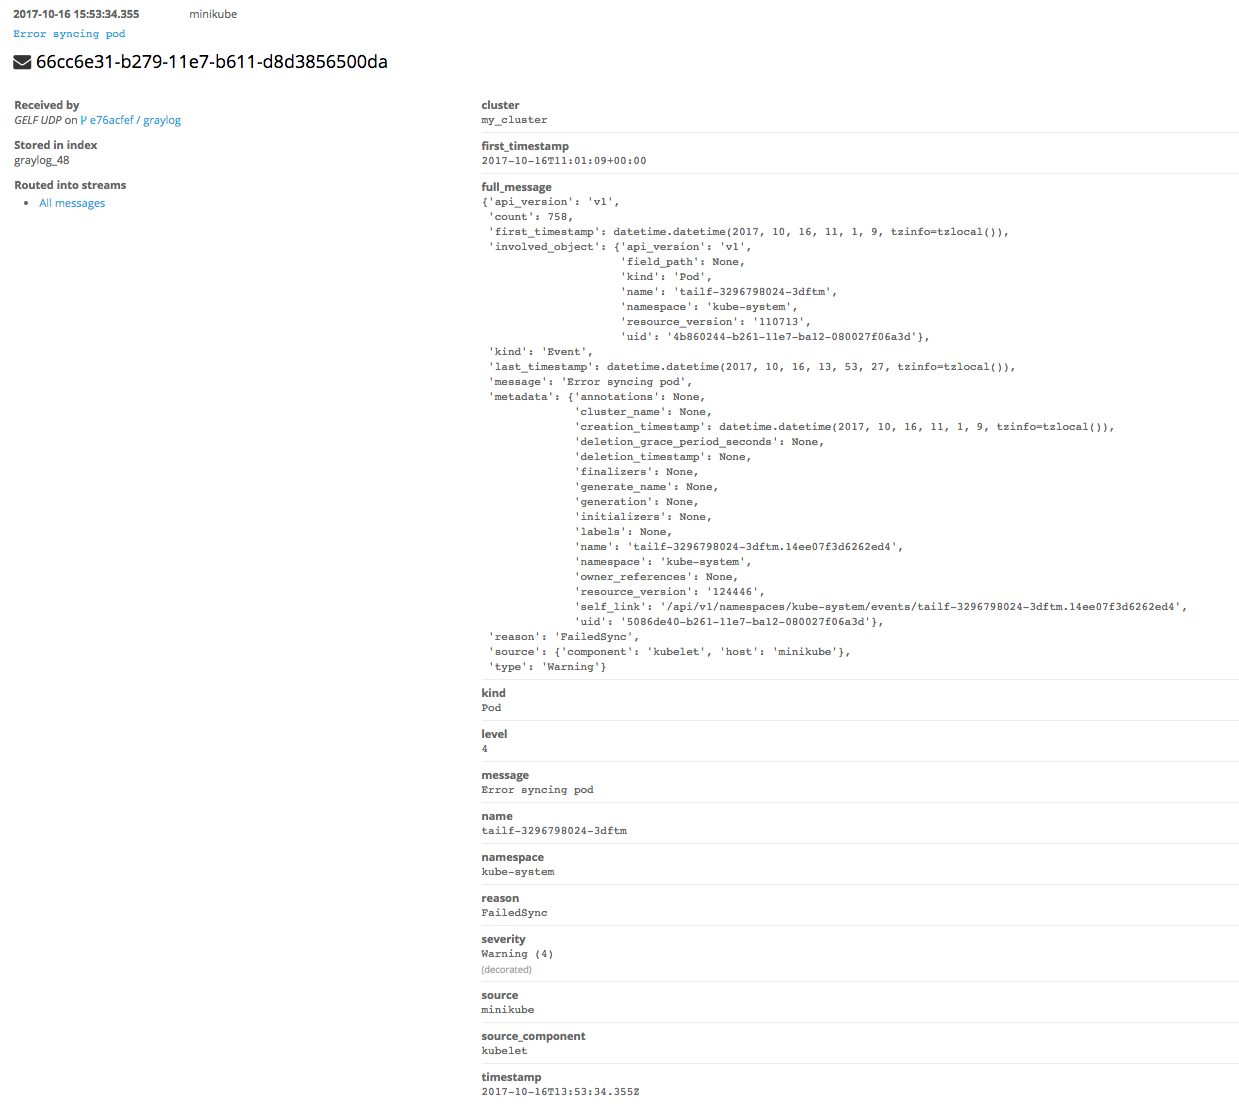 2017-10-16 15:53:34.355 minikube
Error syncing pod
66cc6e31-b279-11e7-b611-d8d3856500da
Received by
GELF UDP on e76acfef / graylog
Stored in index
graylog_48
Routed into streams
All messages
cluster
my_cluster
first_timestamp
2017-10-16T11:01:09+00:00
full_message
{'api_version': 'v1',
'count': 758,
'first_timestamp': datetime.datetime(2017, 10, 16, 11, 1, 9, tzinfo=tzlocal()),
'involved_object': {'api_version': 'v1',
'field_path': None,
'kind': 'Pod',
'name': 'tailf-3296798024-3dftm',
'namespace': 'kube-system',
'resource_version': '110713',
'uid': '4b860244-b261-11e7-ba12-080027f06a3d'},
'kind': 'Event',
'last_timestamp': datetime.datetime(2017, 10, 16, 13, 53, 27, tzinfo=tzlocal()),
'message': 'Error syncing pod',
'metadata': {'annotations': None,
'cluster_name': None,
'creation_timestamp': datetime.datetime(2017, 10, 16, 11, 1, 9, tzinfo=tzlocal()),
'deletion_grace_period_seconds': None,
'deletion_timestamp': None,
'finalizers': None,
'generate_name': None,
'generation': None,
'initializers': None,
'labels': None,
'name': 'tailf-3296798024-3dftm.14ee07f3d6262ed4',
'namespace': 'kube-system',
'owner_references': None,
'resource_version': '124446',
'self_link': '/api/v1/namespaces/kube-system/events/tailf-3296798024-3dftm.14ee07f3d6262ed4',
'uid': '5086de40-b261-11e7-ba12-080027f06a3d'},
'reason': 'FailedSync',
'source': {'component': 'kubelet', 'host': 'minikube'},
'type': 'Warning'}
kind
Pod
level
4
message
Error syncing pod
name
tailf-3296798024-3dftm
namespace
kube-system
reason
FailedSync
severity
Warning (4)
(decorated)
source
minikube
source_component
kubelet
timestamp
2017-10-16T13:53:34.355Z